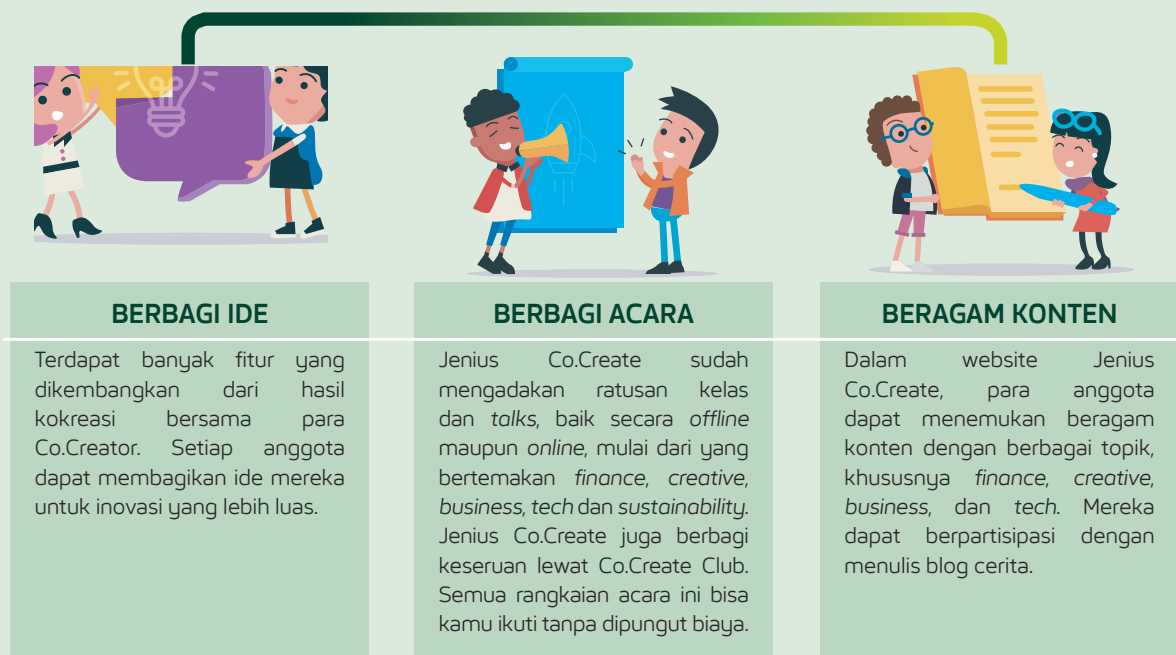 BERBAGI IDE
Terdapat banyak fitur yang
dikembangkan dari hasil
kokreasi bersama para
Co.Creator. Setiap anggota
dapat membagikan ide mereka
untuk inovasi yang lebih luas.
BERBAGI ACARA
Jenius Co.Create sudah
mengadakan ratusan kelas
dan talks, baik secara offline
maupun online, mulai dari yang
bertemakan finance, creative,
business, tech dan sustainability.
Jenius Co.Create juga berbagi
keseruan lewat Co.Create Club.
Semua rangkaian acara ini bisa
kamu ikuti tanpa dipungut biaya.
BERAGAM KONTEN
Dalam website Jenius
Co.Create, para anggota
dapat menemukan beragam
konten dengan berbagai topik,
khususnya finance, creative,
business, dan tech. Mereka
dapat berpartisipasi dengan
menulis blog cerita.